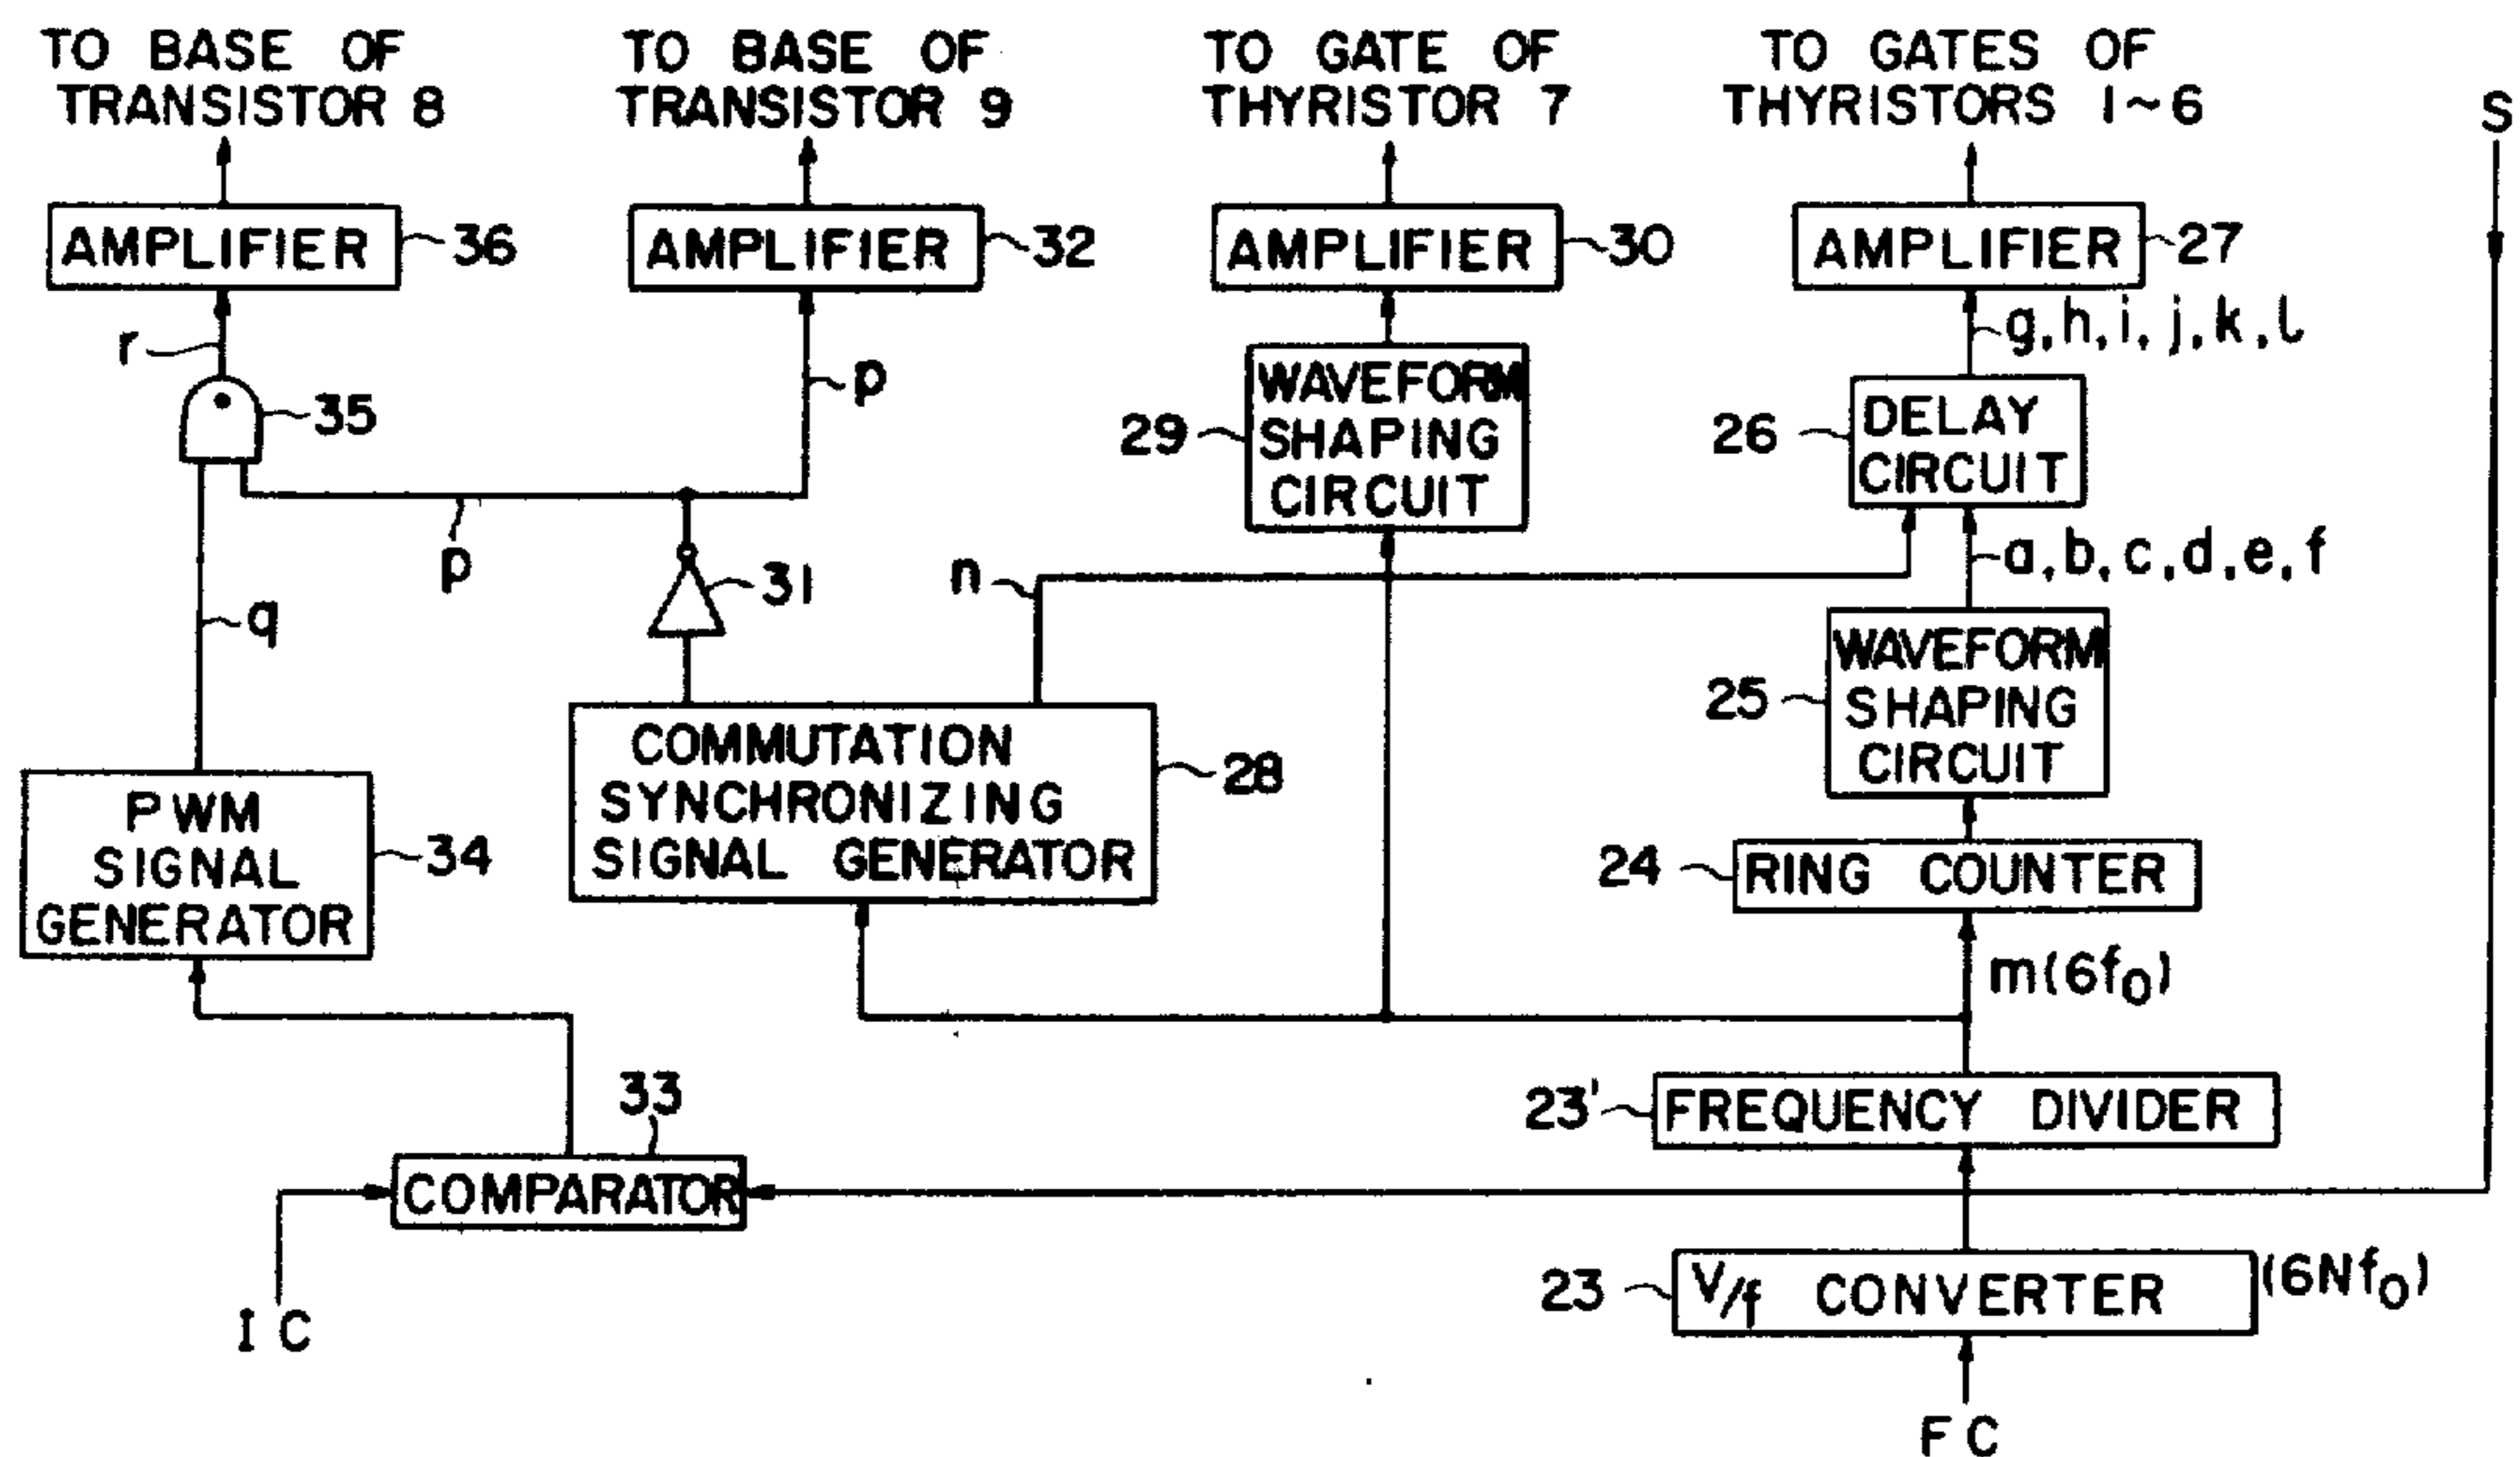 TO BASE OF
TRANSISTOR 8
TO BASE OF
TRANSISTOR 9
TO GATE OF
THYRISTOR 7
TO GATES OF
THYRISTORS 1~6
S
AMPLIFIER
36
AMPLIFIER
32
AMPLIFIER
30
AMPLIFIER
27
r
35
p
WAVEFORM
SHAPING
CIRCUIT
29
g, h, i, j, k, l
DELAY
CIRCUIT
26
p
q
31
n
a, b, c, d, e, f
WAVEFORM
SHAPING
CIRCUIT
25
COMMUTATION
SYNCHRONIZING
SIGNAL GENERATOR
28
PWM
SIGNAL
GENERATOR
34
24
RING COUNTER
m(6f0)
33
23'
FREQUENCY DIVIDER
COMPARATOR
23
V/f CONVERTER
(6Nf0)
IC
FC